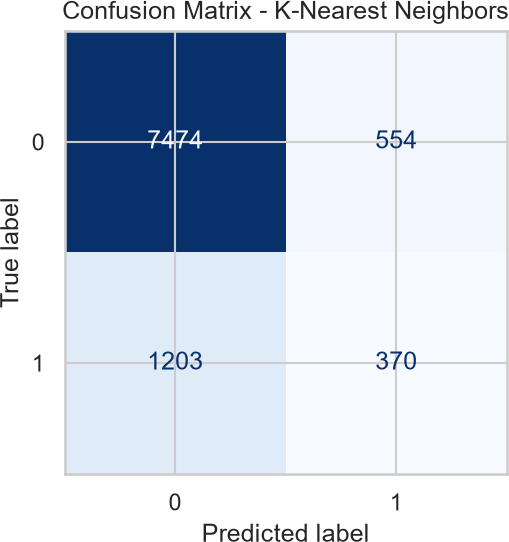 Confusion Matrix - K-Nearest Neighbors
True label
0
7474
554
1
1203
370
0
1
Predicted label